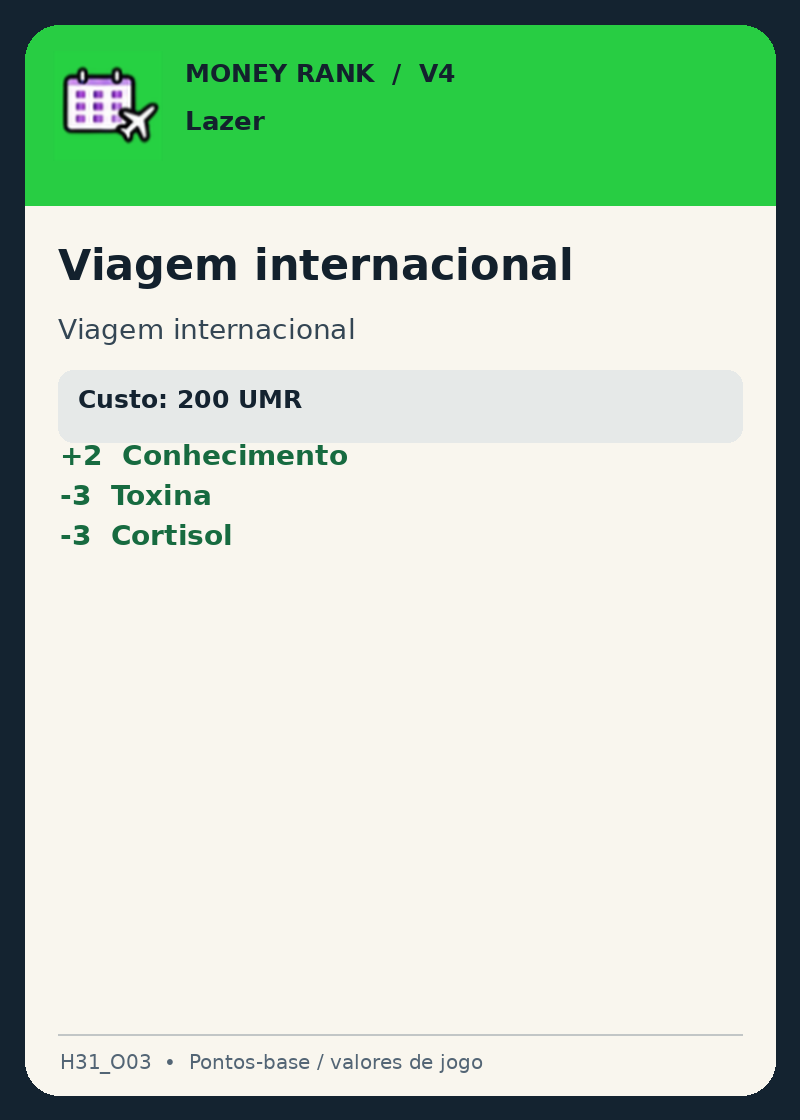 MONEY RANK / V4
Lazer
Viagem internacional
Viagem internacional
Custo: 200 UMR
+2 Conhecimento
-3 Toxina
-3 Cortisol
H31_O03 • Pontos-base / valores de jogo